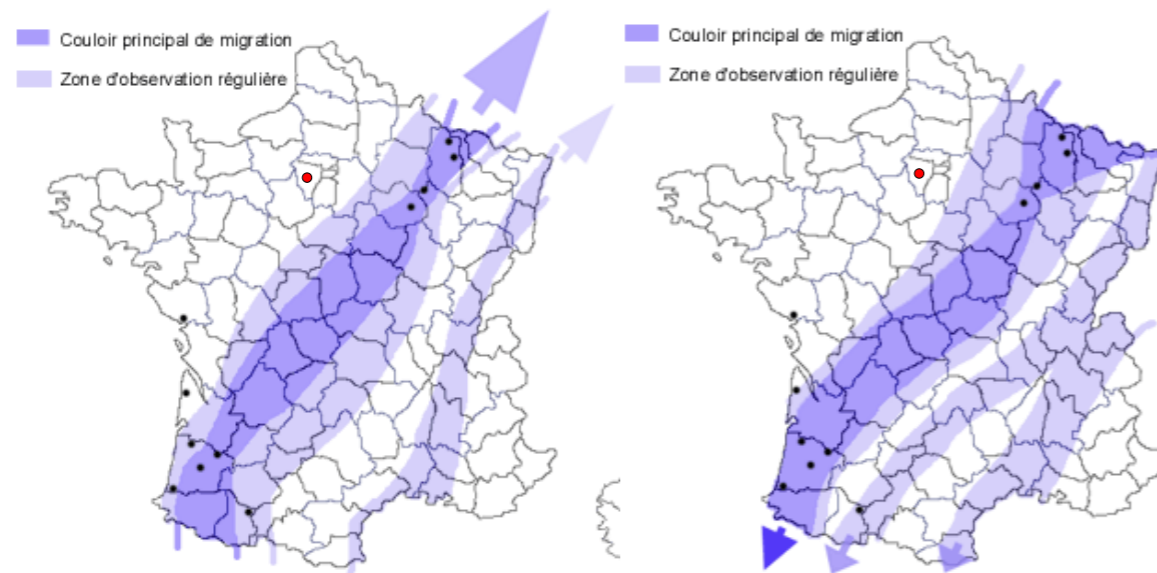 Couloir principal de migration
Zone d'observation régulière
Couloir principal de migration
Zone d'observation régulière